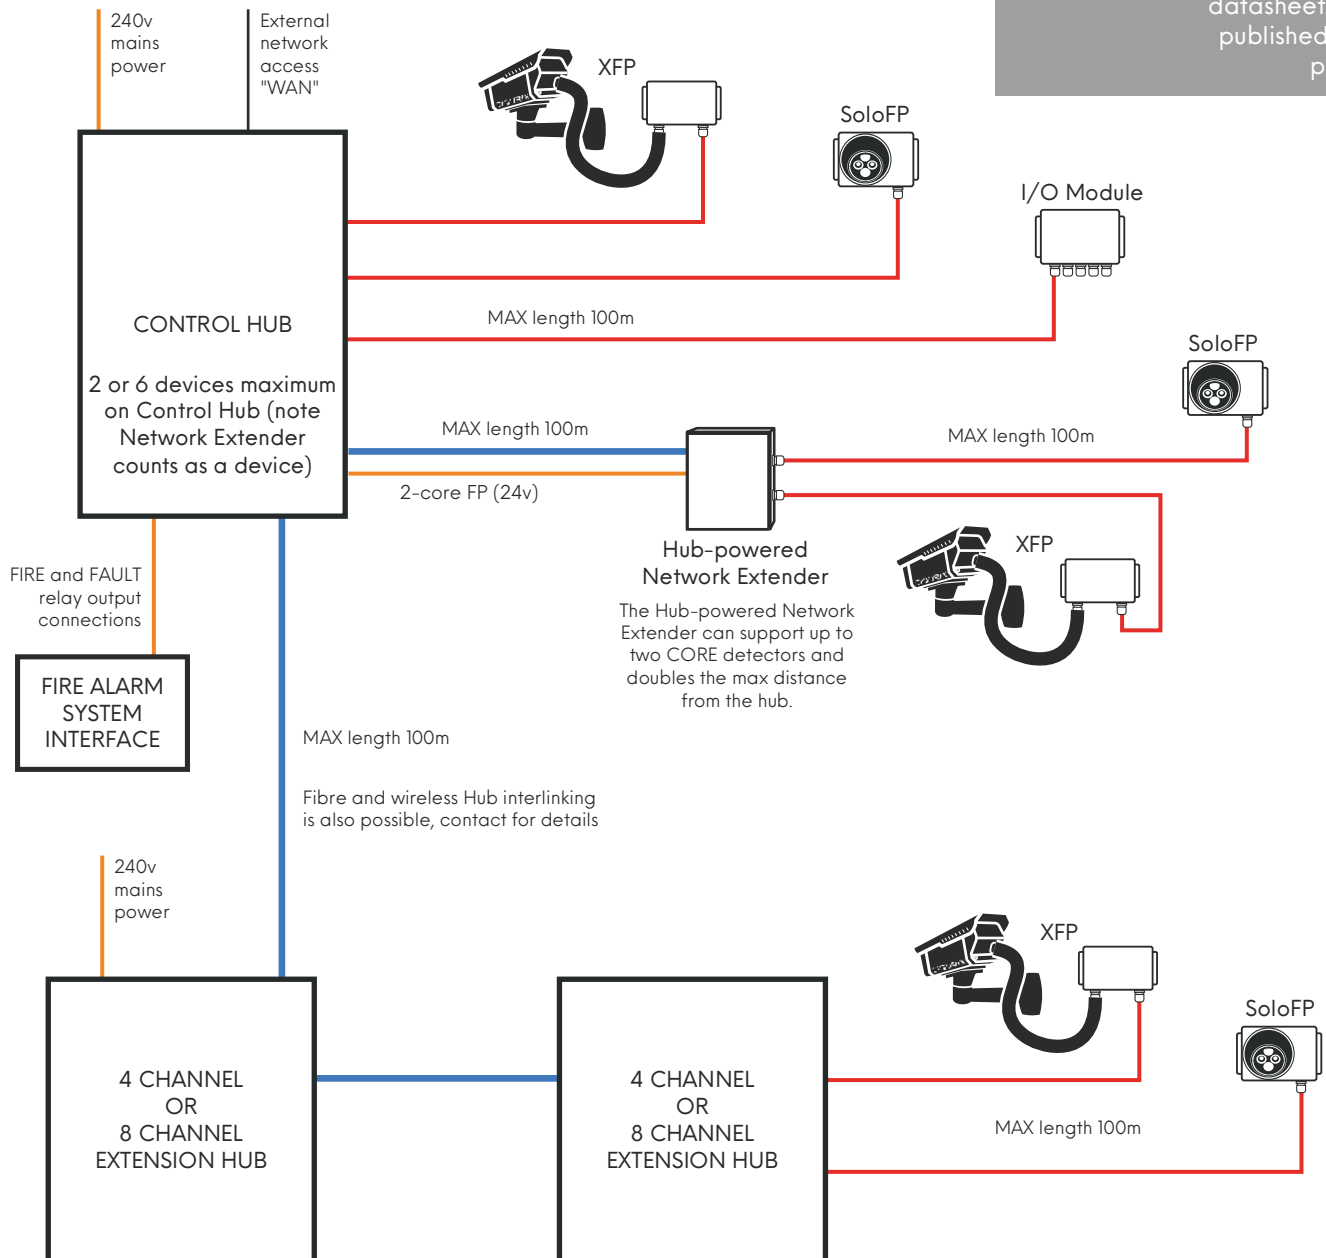 240v
mains
power
External
network
access
"WAN"
datasheet
published
p
XFP
SoloFP
I/O Module
CONTROL HUB
2 or 6 devices maximum
on Control Hub (note
Network Extender
counts as a device)
MAX length 100m
SoloFP
MAX length 100m
MAX length 100m
2-core FP (24v)
Hub-powered
Network Extender
The Hub-powered Network
Extender can support up to
two CORE detectors and
doubles the max distance
from the hub.
XFP
FIRE and FAULT
relay output
connections
FIRE ALARM
SYSTEM
INTERFACE
MAX length 100m
Fibre and wireless Hub interlinking
is also possible, contact for details
240v
mains
power
4 CHANNEL
OR
8 CHANNEL
EXTENSION HUB
4 CHANNEL
OR
8 CHANNEL
EXTENSION HUB
XFP
SoloFP
MAX length 100m